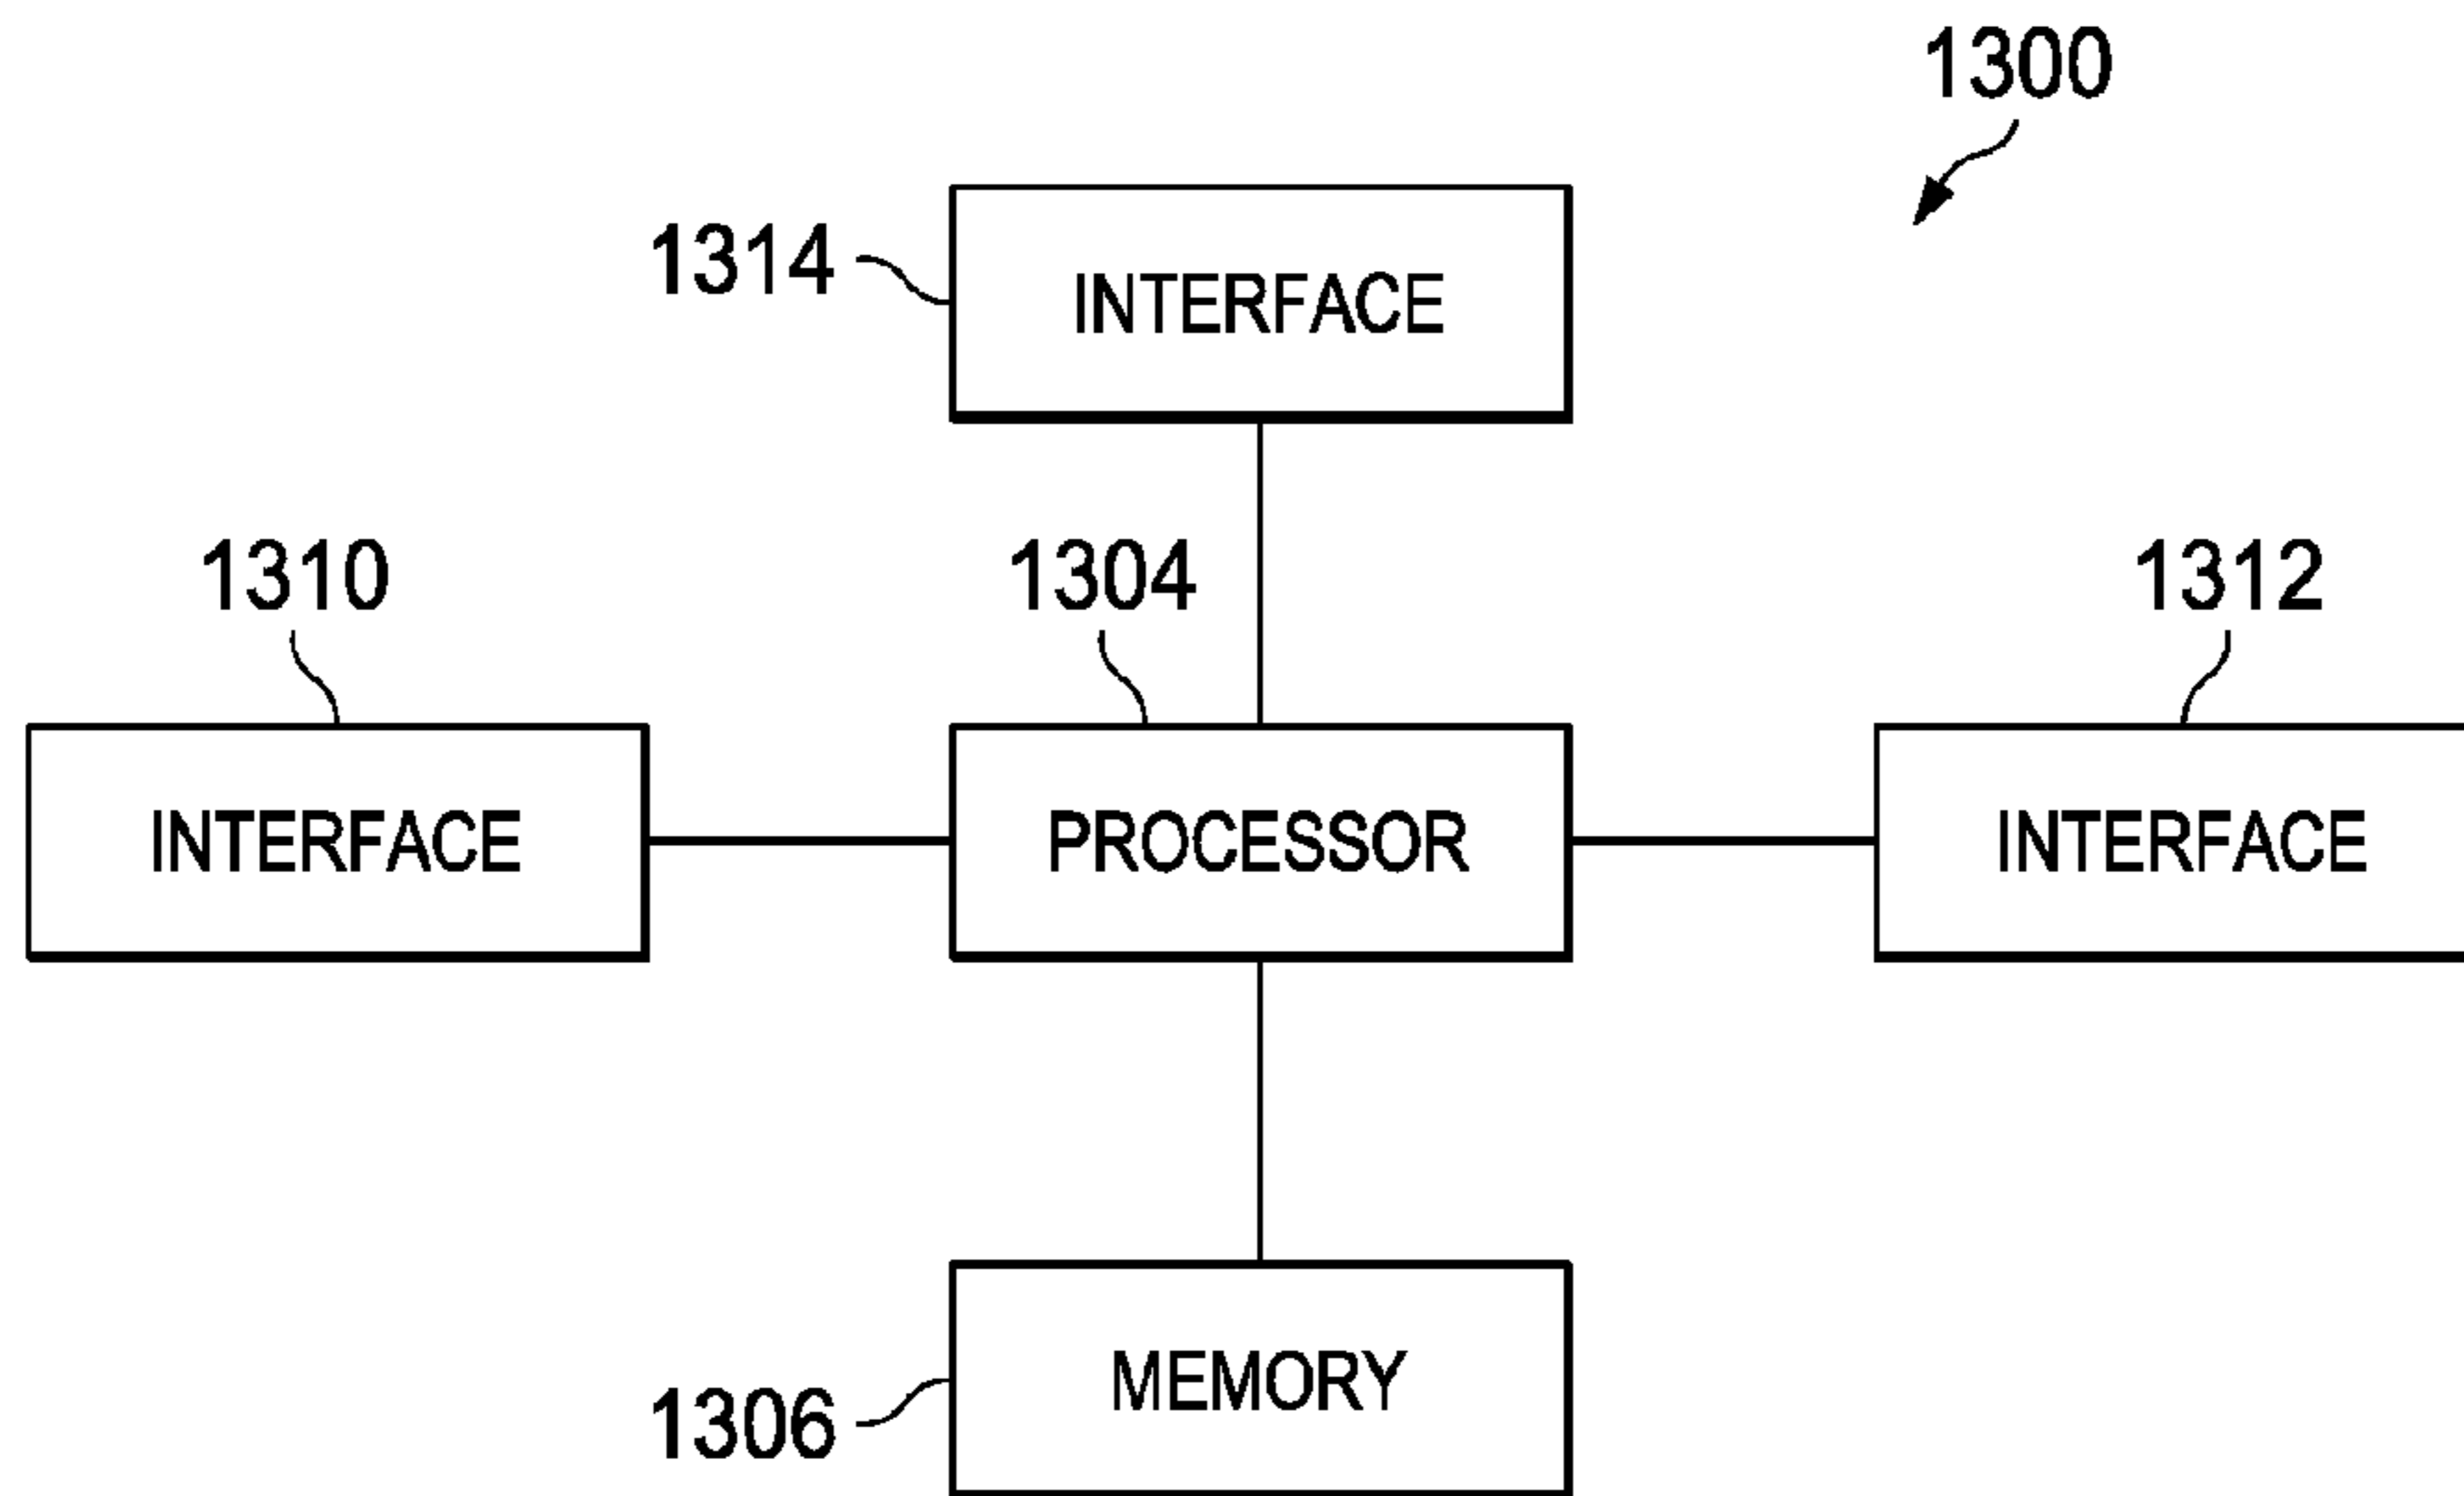 1300
1314
INTERFACE
1310
1304
1312
INTERFACE
PROCESSOR
INTERFACE
MEMORY
1306